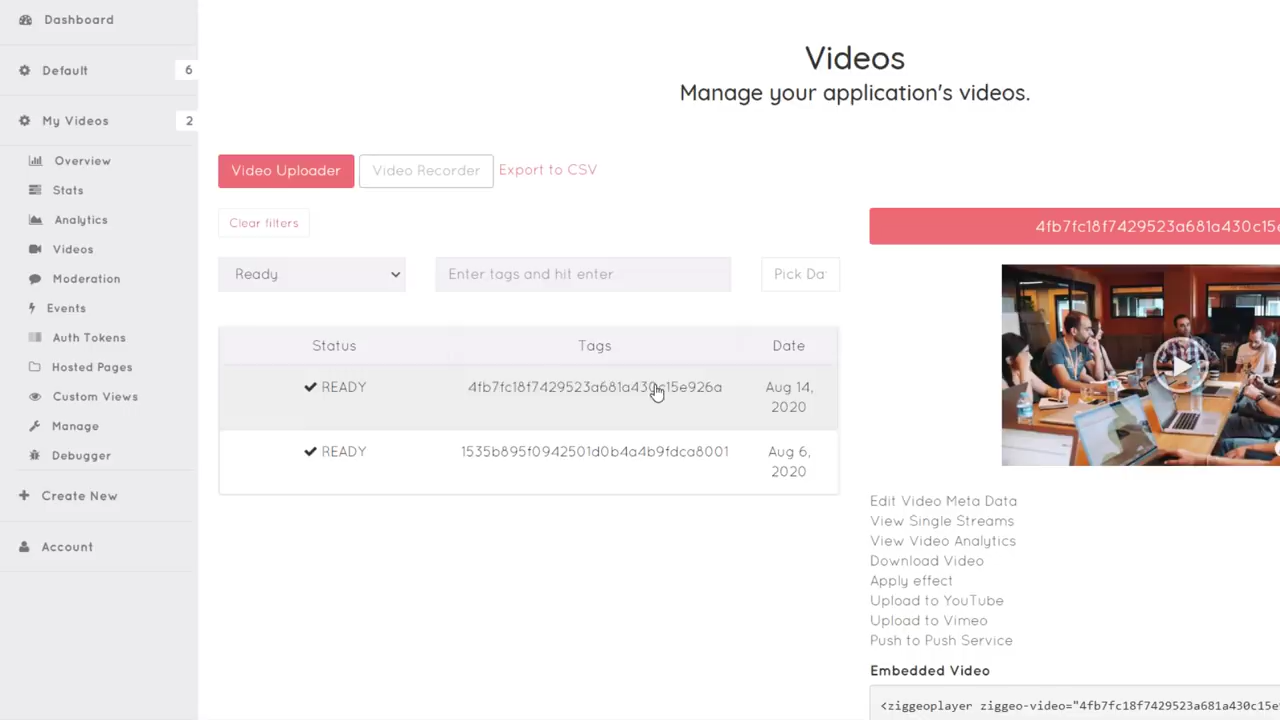 Dashboard
Default
6
My Videos
2
Overview
Stats
Analytics
Videos
Moderation
Events
Auth Tokens
Hosted Pages
Custom Views
Manage
Debugger
Create New
Account
Videos
Manage your application's videos.
Video Uploader
Video Recorder
Export to CSV
Clear filters
Ready
Enter tags and hit enter
Pick Da
Status Tags Date
READY 4fb7fc18f7429523a681a430c15e926a Aug 14,
2020
READY 1535b895f0942501d0b4a4b9fdca8001 Aug 6,
2020
4fb7fc18f7429523a681a430c15e
Edit Video Meta Data
View Single Streams
View Video Analytics
Download Video
Apply effect
Upload to YouTube
Upload to Vimeo
Push to Push Service
Embedded Video
<ziggeoplayer ziggeo-video="4fb7fc18f7429523a681a430c15e